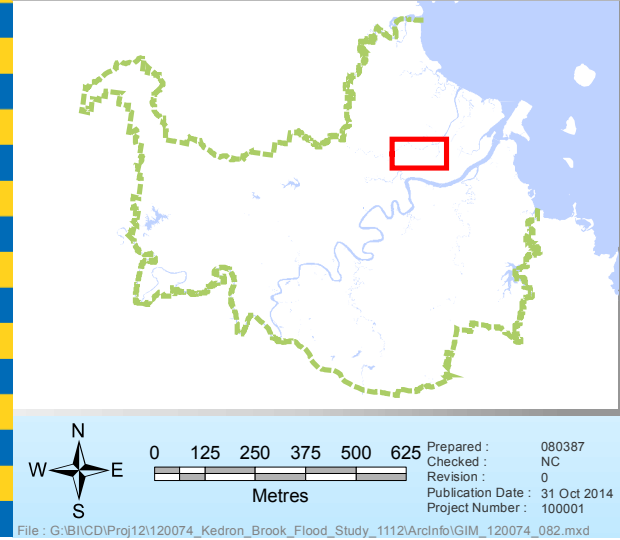 N
W E
S
0 125 250 375 500 625
Metres
Prepared : 080387
Checked : NC
Revision : 0
Publication Date : 31 Oct 2014
Project Number : 100001
File : G:\BI\CD\Proj12\120074_Kedron_Brook_Flood_Study_1112\ArcInfo\GIM_120074_082.mxd